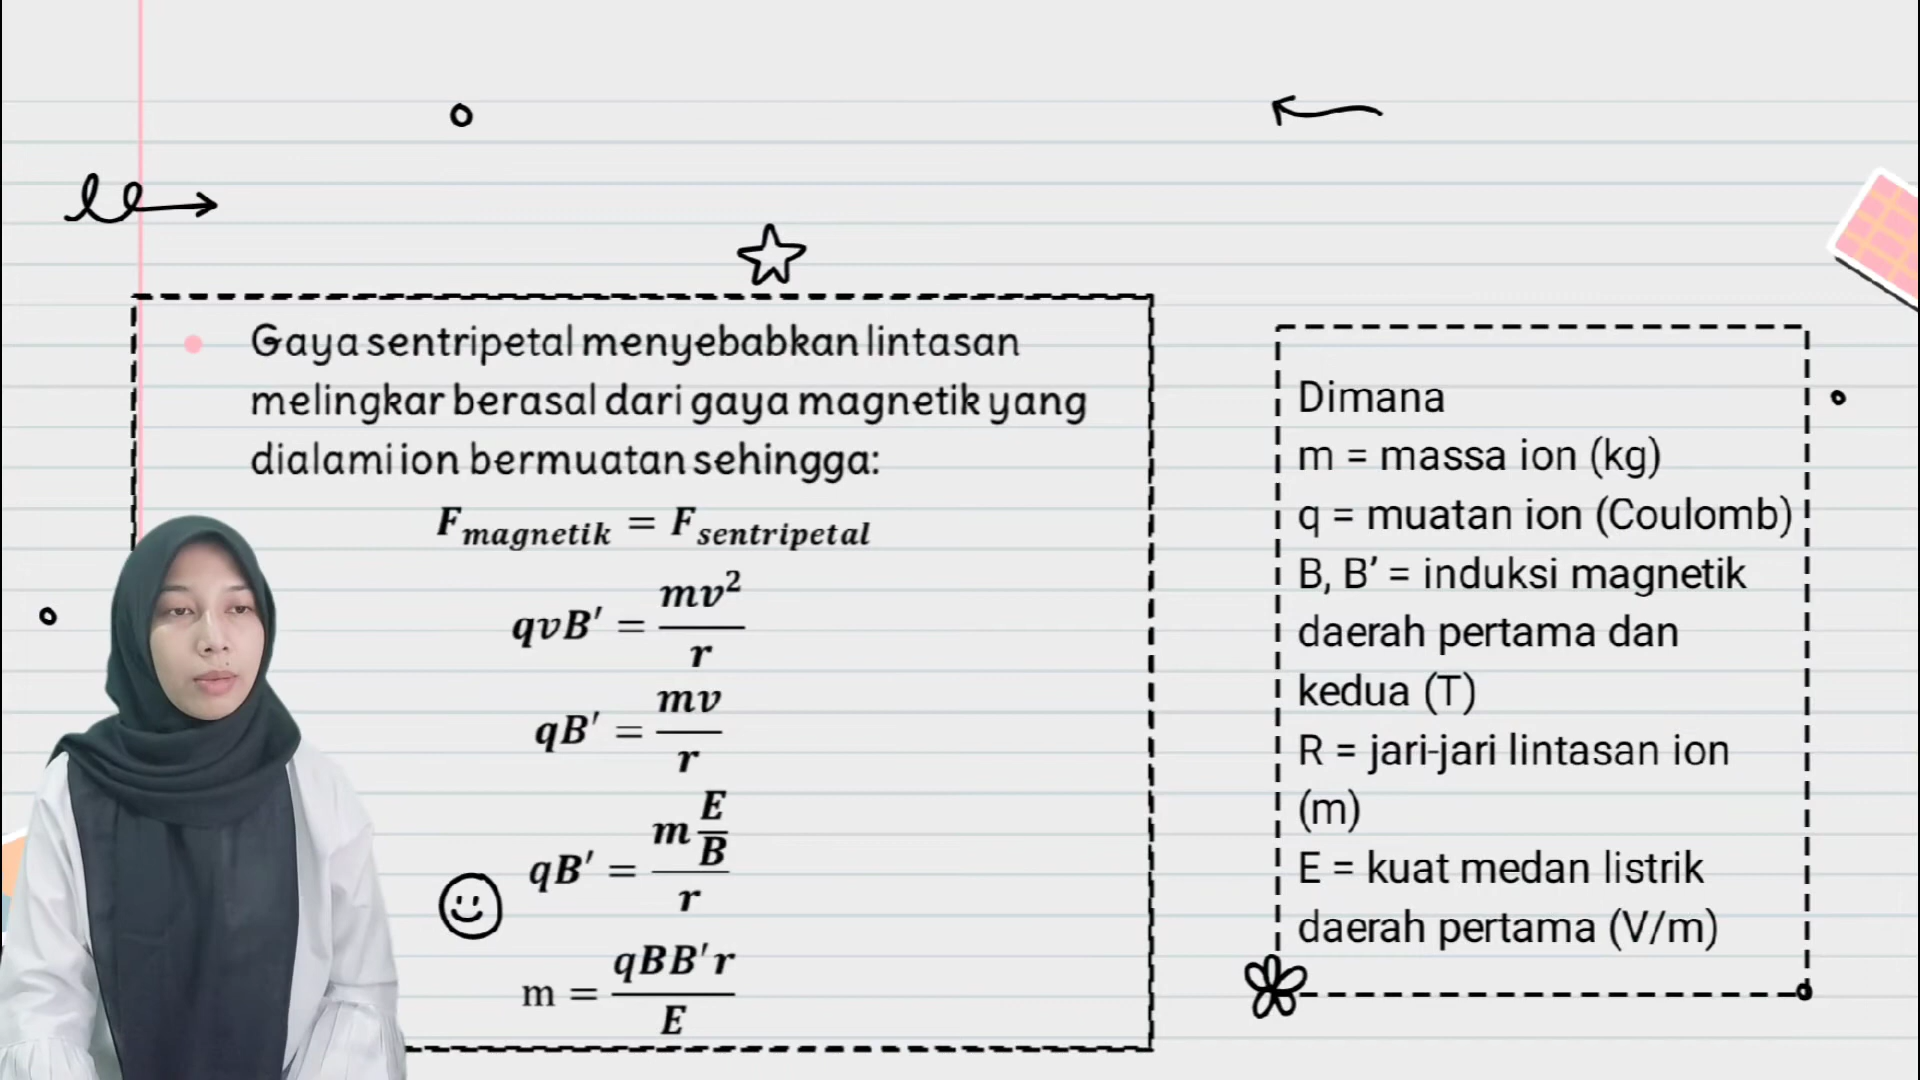 Gaya sentripetal menyebabkan lintasan
melingkar berasal dari gaya magnetik yang
dialami ion bermuatan sehingga:
F_magnetik = F_sentripetal
qvB' = mv²/r
qB' = mv/r
qB' = m(E/B)/r
m = qBB'r/E
Dimana
m = massa ion (kg)
q = muatan ion (Coulomb)
B, B’ = induksi magnetik
daerah pertama dan
kedua (T)
R = jari-jari lintasan ion
(m)
E = kuat medan listrik
daerah pertama (V/m)